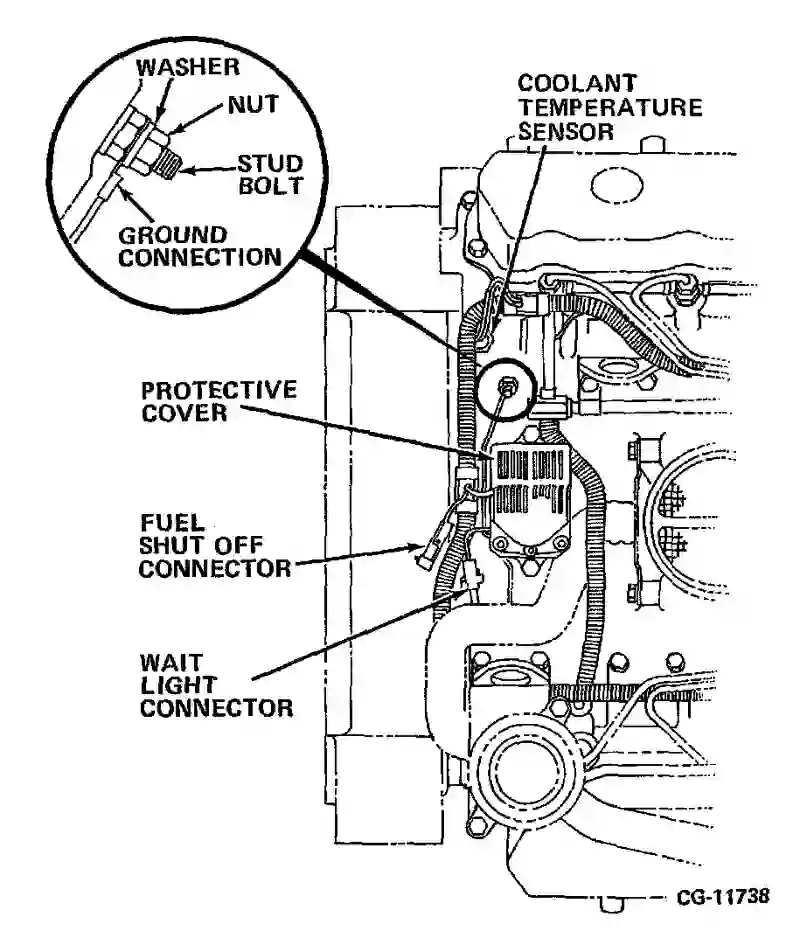 WASHER
NUT
STUD
BOLT
GROUND
CONNECTION
COOLANT
TEMPERATURE
SENSOR
PROTECTIVE
COVER
FUEL
SHUT OFF
CONNECTOR
WAIT
LIGHT
CONNECTOR
CG-11738